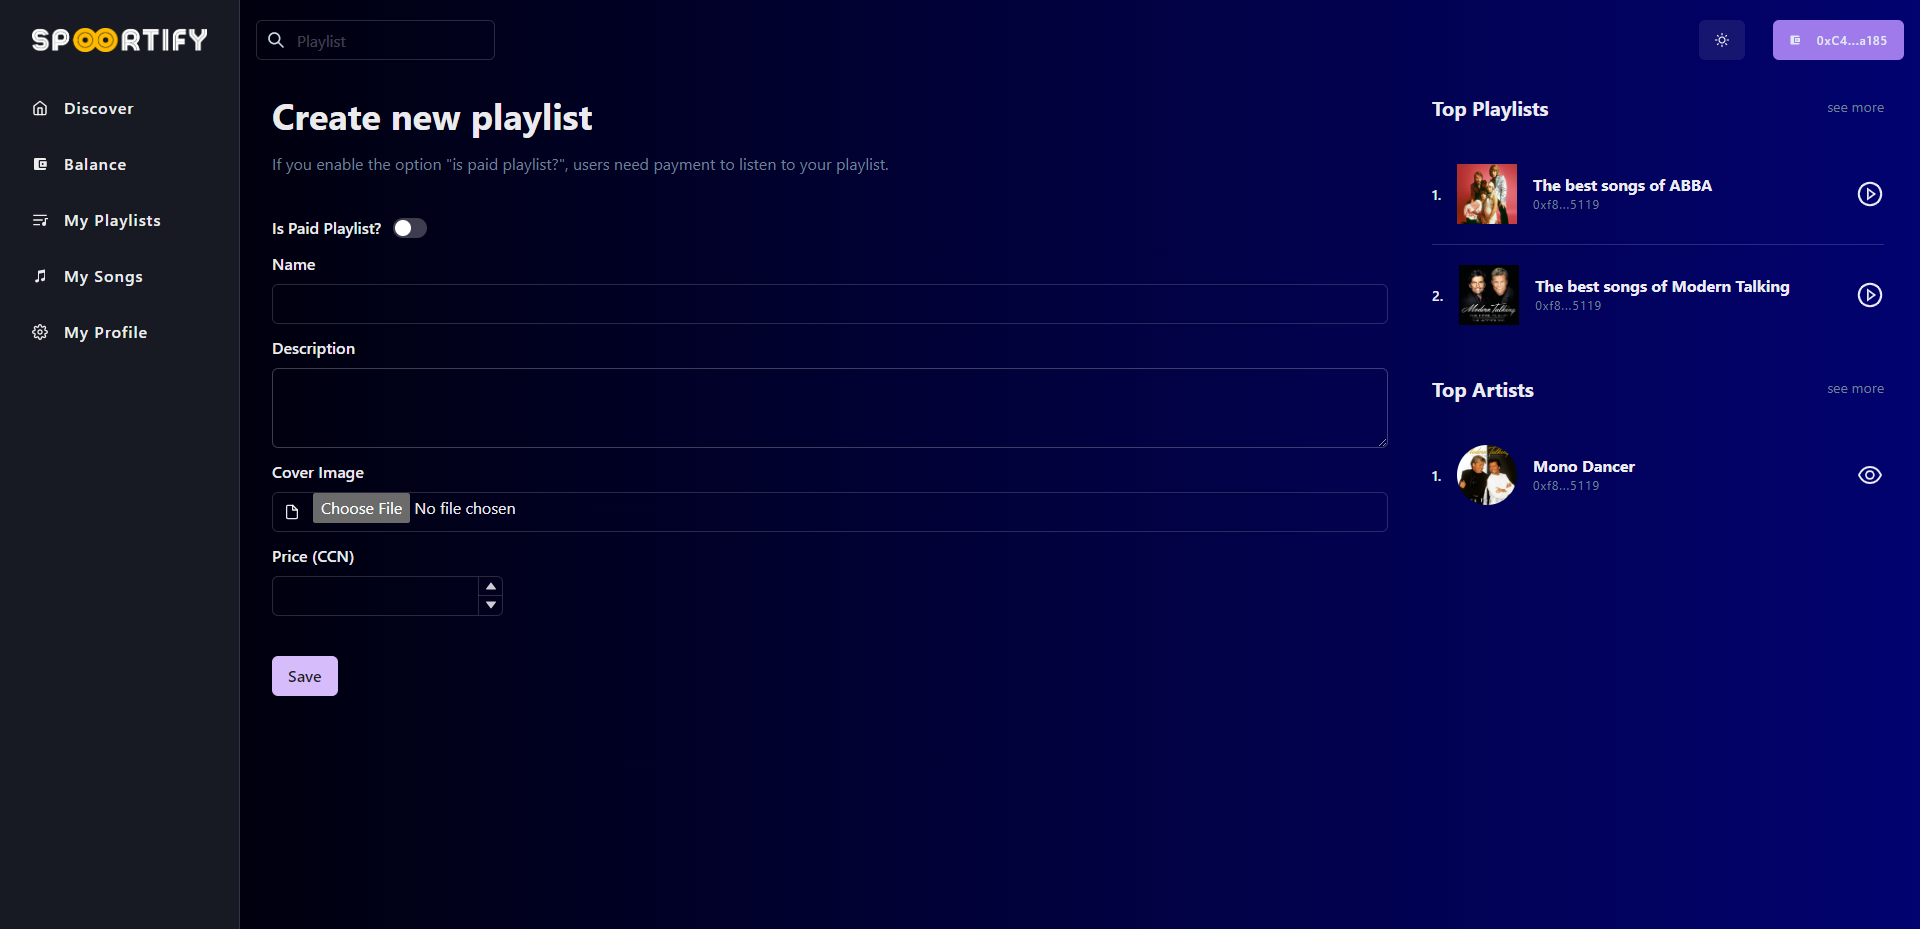 SPOORTIFY
Discover
Balance
My Playlists
My Songs
My Profile
Playlist
0xC4...a185
Create new playlist
If you enable the option "is paid playlist?", users need payment to listen to your playlist.
Is Paid Playlist?
Name
Description
Cover Image
Choose File No file chosen
Price (CCN)
Save
Top Playlists
see more
1.
The best songs of ABBA
0xf8...5119
2.
Modern Talking
The best songs of Modern Talking
0xf8...5119
Top Artists
see more
1.
Mono Dancer
0xf8...5119